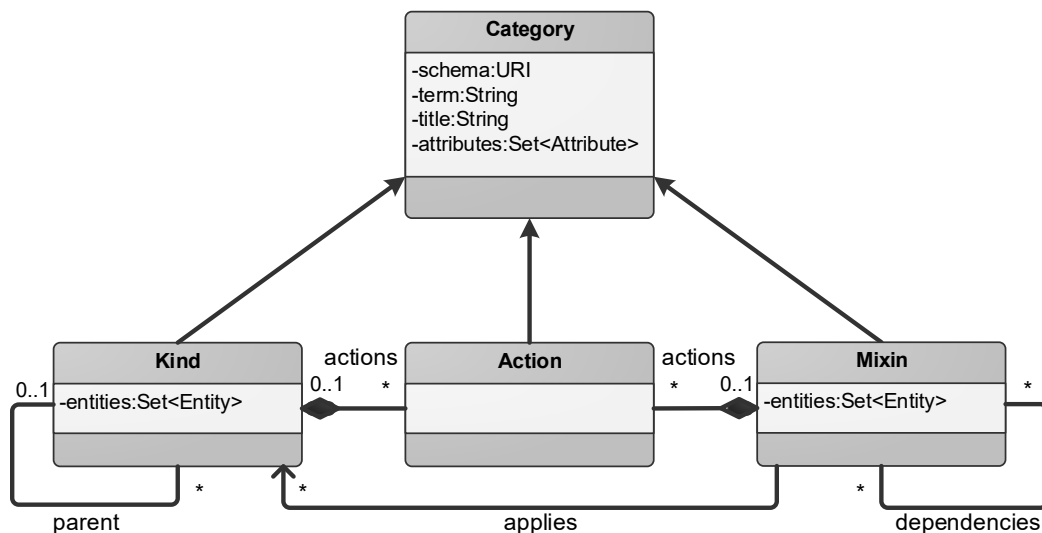 Category
-schema:URI
-term:String
-title:String
-attributes:Set<Attribute>
Kind
-entities:Set<Entity>
actions
0..1
*
Action
actions
*
0..1
Mixin
-entities:Set<Entity>
0..1
*
parent
*
applies
*
*
dependencies